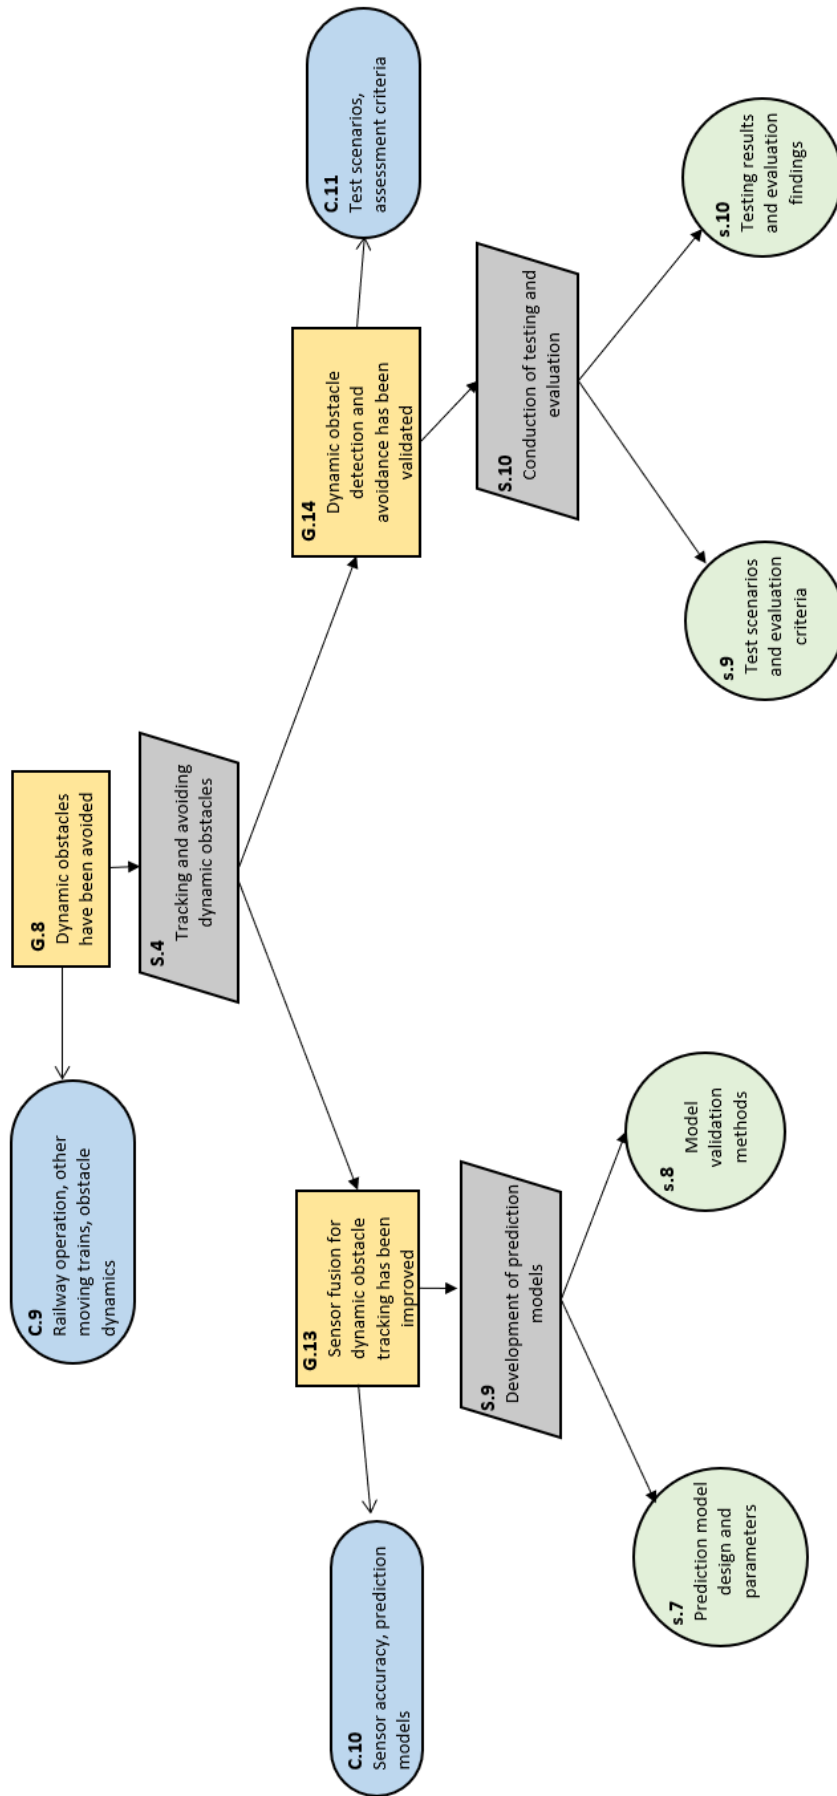 C.9
Railway operation, other
moving trains, obstacle
dynamics
G.8
Dynamic obstacles
have been avoided
S.4
Tracking and avoiding
dynamic obstacles
C.10
Sensor accuracy, prediction
models
G.13
Sensor fusion for
dynamic obstacle
tracking has been
improved
G.14
Dynamic obstacle
detection and
avoidance has been
validated
C.11
Test scenarios,
assessment criteria
S.9
Development of prediction
models
S.10
Conduction of testing and
evaluation
s.7
Prediction model
design and
parameters
s.8
Model
validation
methods
s.9
Test scenarios
and evaluation
criteria
s.10
Testing results
and evaluation
findings